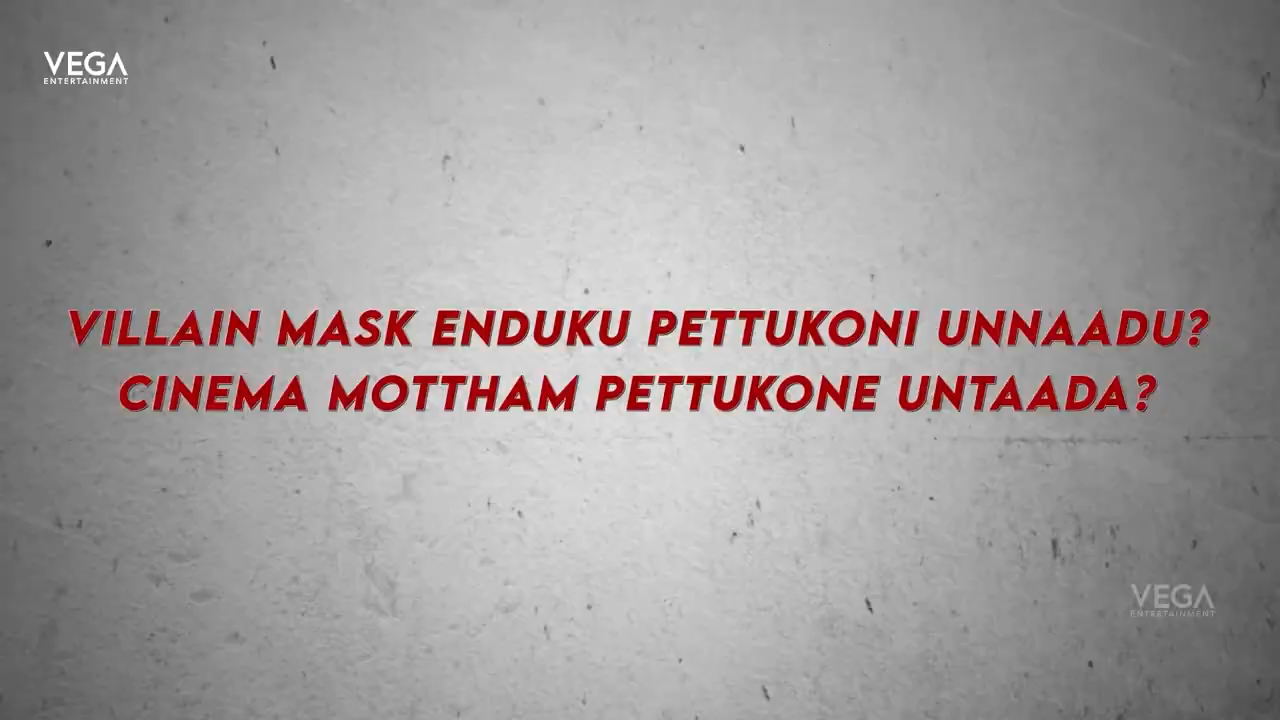 VEGA
ENTERTAINMENT
VILLAIN MASK ENDUKU PETTUKONI UNNAADU?
CINEMA MOTTHAM PETTUKONE UNTAADA?
VEGA
ENTERTAINMENT